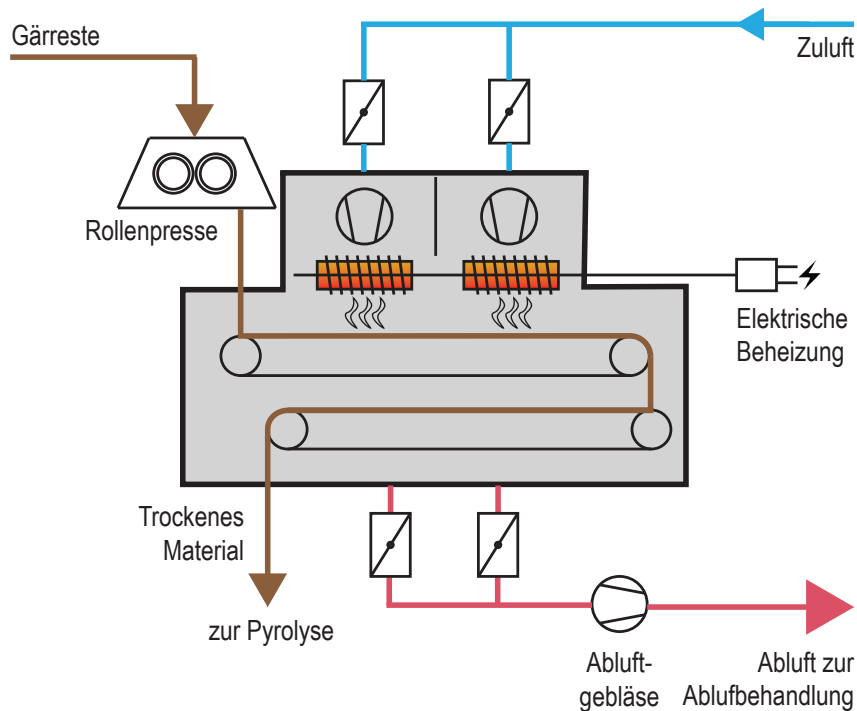 Gärreste
Zuluft
Rollenpresse
Elektrische
Beheizung
Trockenes
Material
zur Pyrolyse
Abluft-
gebläse
Abluft zur
Ablufbehandlung